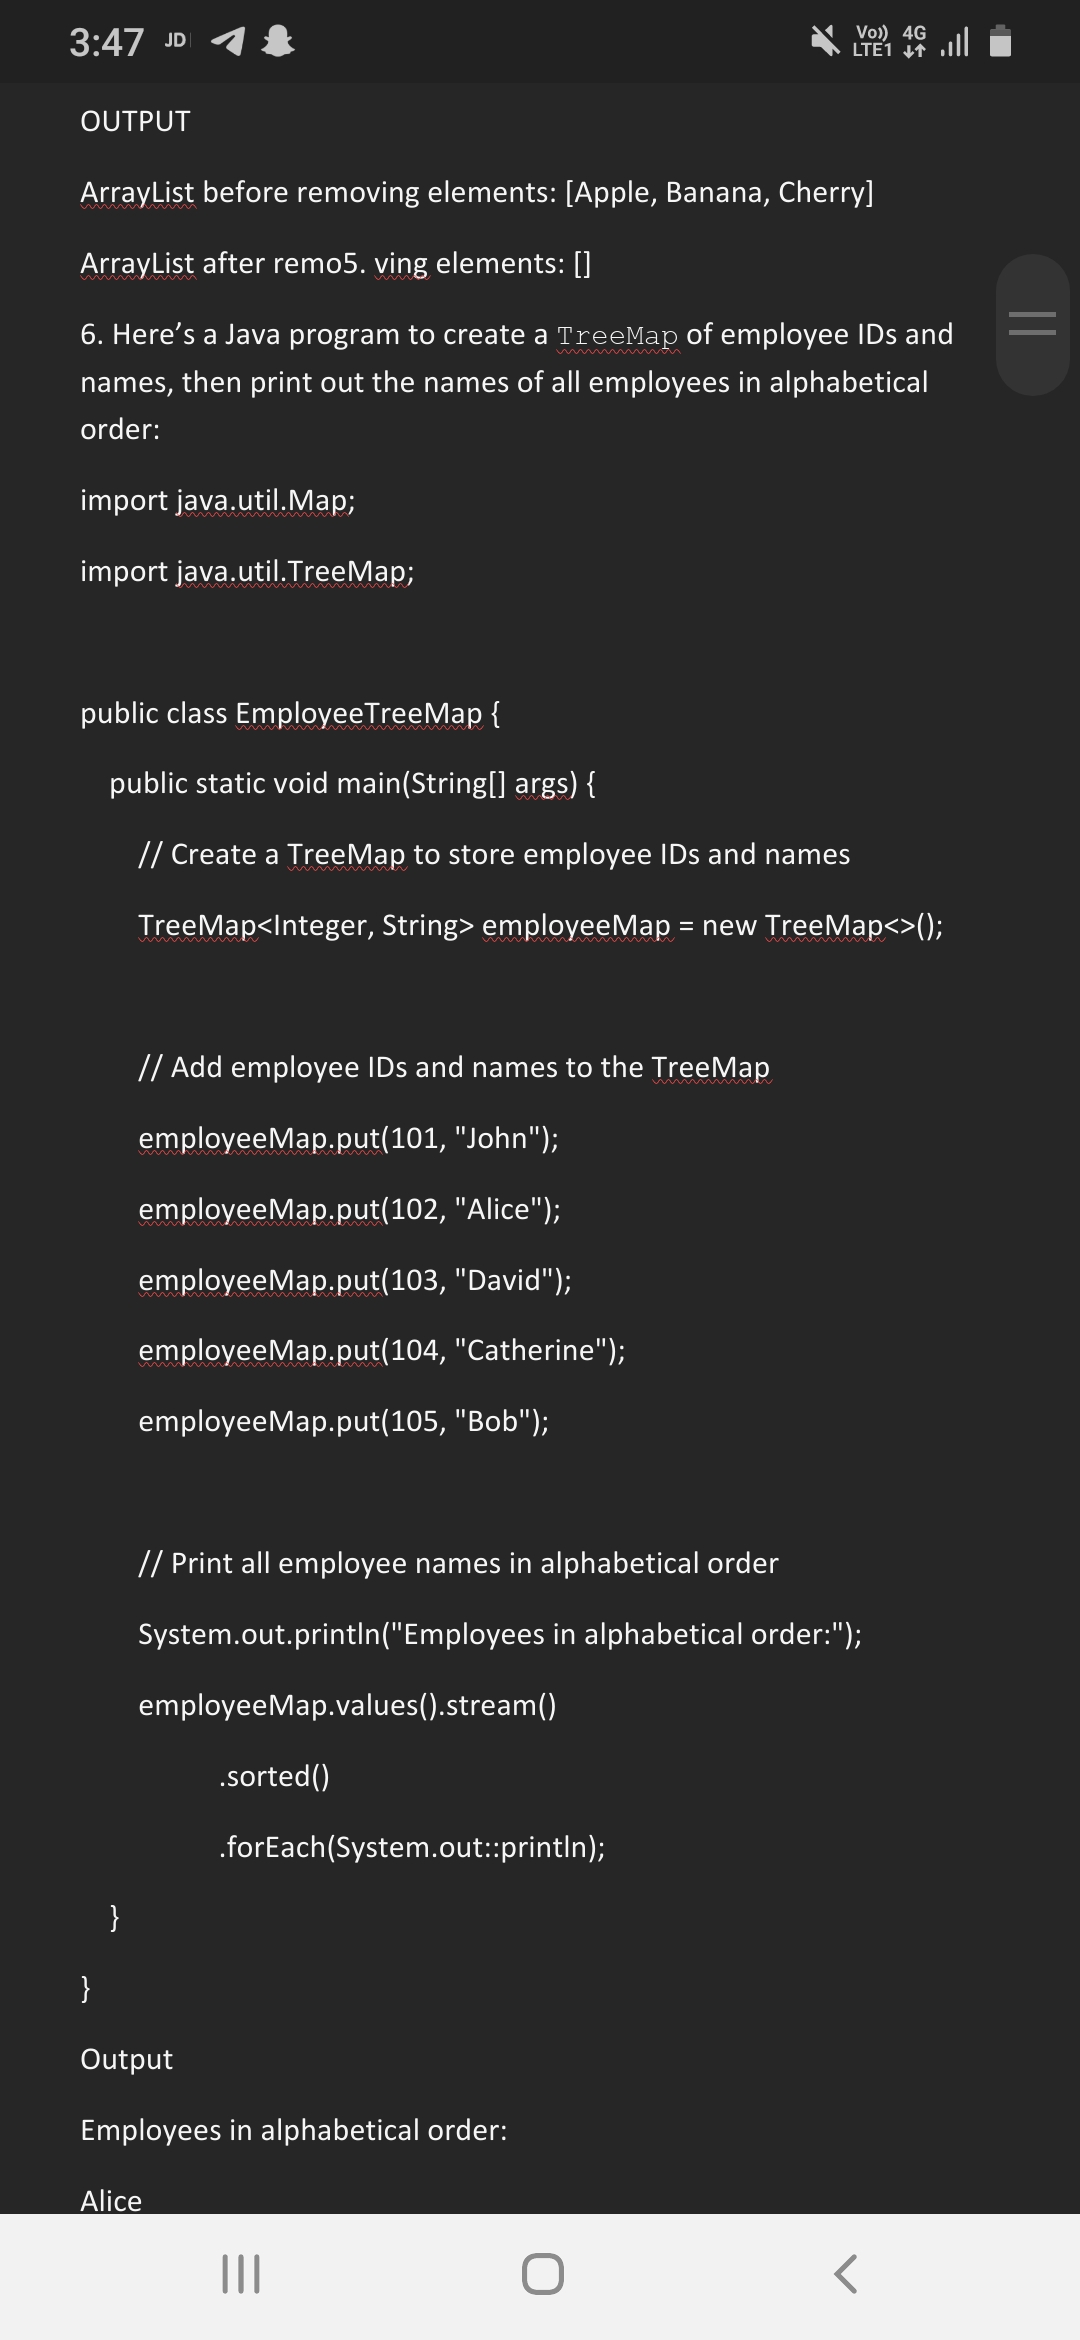 3:47 JD Vo)) 4G
LTE1
OUTPUT
ArrayList before removing elements: [Apple, Banana, Cherry]
ArrayList after remo5. ving elements: []
6. Here’s a Java program to create a TreeMap of employee IDs and
names, then print out the names of all employees in alphabetical
order:
import java.util.Map;
import java.util.TreeMap;
public class EmployeeTreeMap {
public static void main(String[] args) {
// Create a TreeMap to store employee IDs and names
TreeMap<Integer, String> employeeMap = new TreeMap<>();
// Add employee IDs and names to the TreeMap
employeeMap.put(101, "John");
employeeMap.put(102, "Alice");
employeeMap.put(103, "David");
employeeMap.put(104, "Catherine");
employeeMap.put(105, "Bob");
// Print all employee names in alphabetical order
System.out.println("Employees in alphabetical order:");
employeeMap.values().stream()
.sorted()
.forEach(System.out::println);
}
}
Output
Employees in alphabetical order:
Alice